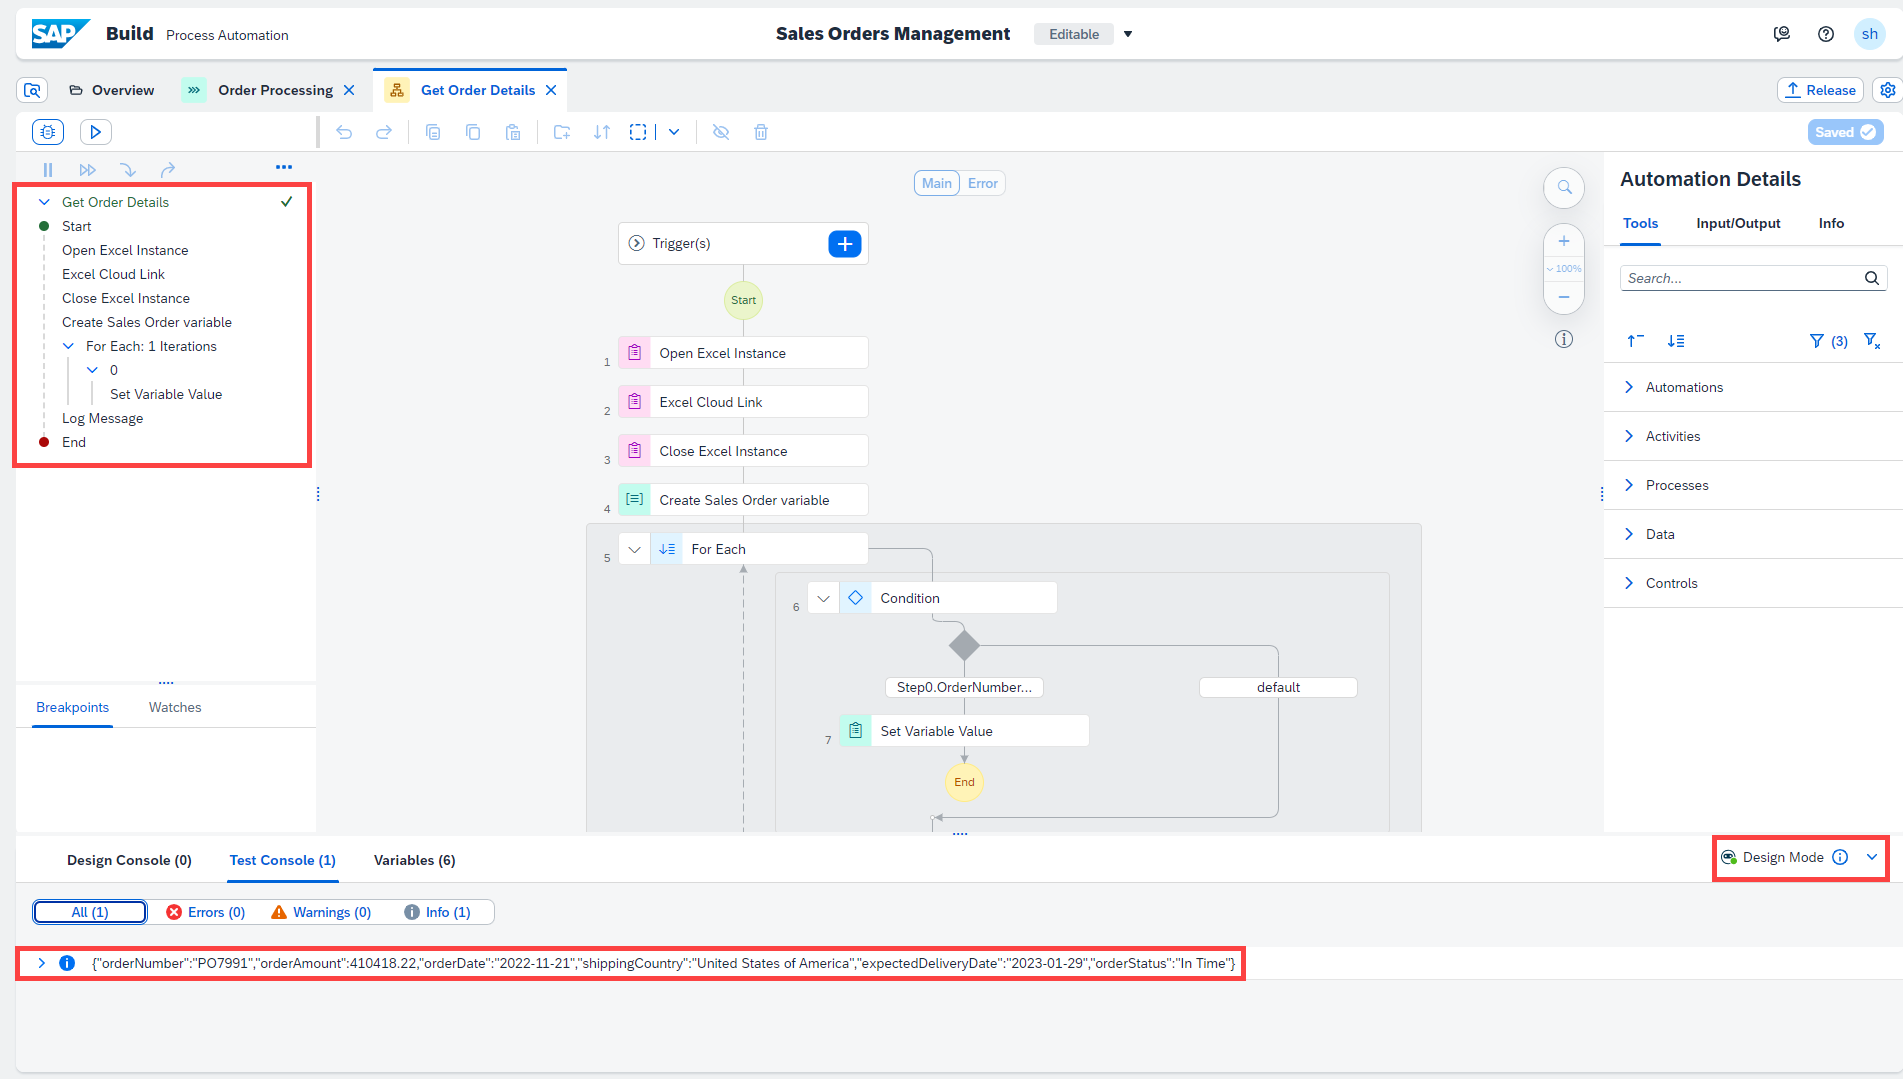 SAP Build Process Automation
Sales Orders Management Editable
sh
Overview
Order Processing
Get Order Details
Release
Saved
Get Order Details
Start
Open Excel Instance
Excel Cloud Link
Close Excel Instance
Create Sales Order variable
For Each: 1 Iterations
0
Set Variable Value
Log Message
End
Breakpoints Watches
Main Error
Trigger(s)
Start
1 Open Excel Instance
2 Excel Cloud Link
3 Close Excel Instance
4 Create Sales Order variable
5 For Each
6 Condition
Step0.OrderNumber... default
7 Set Variable Value
End
100%
Automation Details
Tools Input/Output Info
Search...
(3)
Automations
Activities
Processes
Data
Controls
Design Console (0) Test Console (1) Variables (6)
Design Mode
All (1) Errors (0) Warnings (0) Info (1)
{"orderNumber":"PO7991","orderAmount":410418.22,"orderDate":"2022-11-21","shippingCountry":"United States of America","expectedDeliveryDate":"2023-01-29","orderStatus":"In Time"}